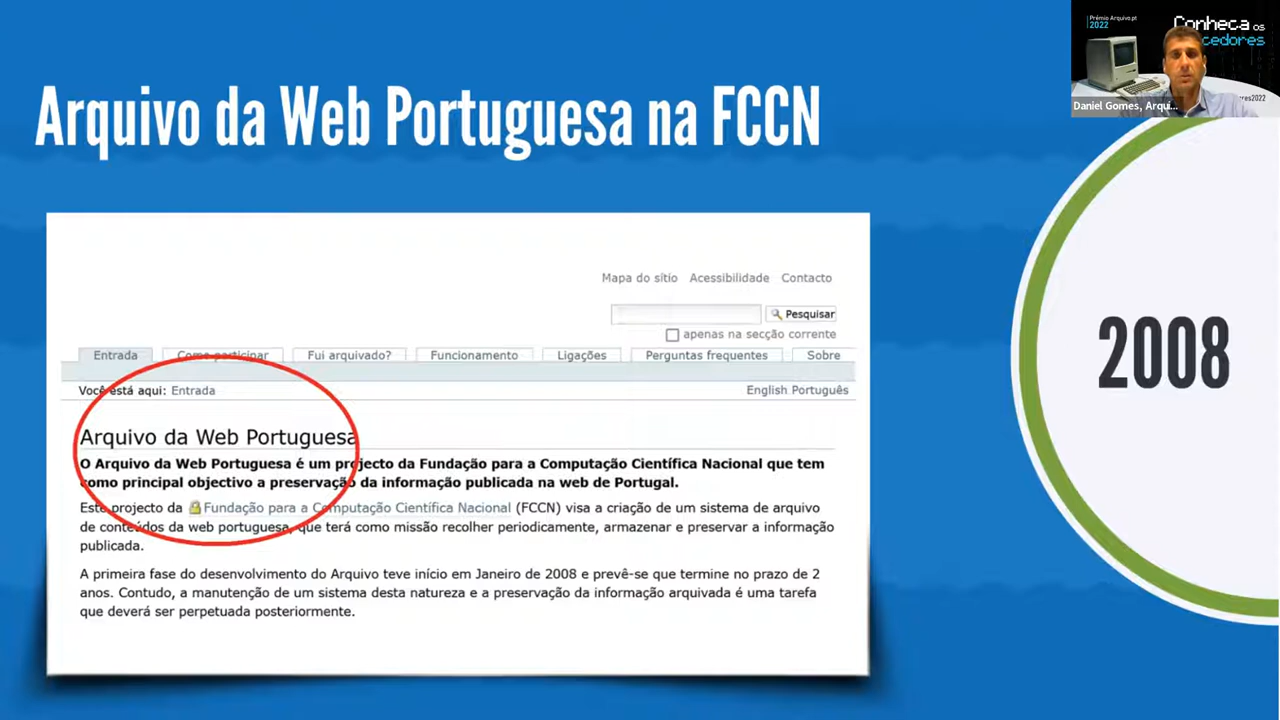 Arquivo da Web Portuguesa na FCCN
Prémio Arquivo.pt
2022
Conheça os
cedores
Daniel Gomes, Arqui...
2008
Mapa do sítio Acessibilidade Contacto
Pesquisar
apenas na secção corrente
Entrada Como participar Fui arquivado? Funcionamento Ligações Perguntas frequentes Sobre
Você está aqui: Entrada
English Português
Arquivo da Web Portuguesa
O Arquivo da Web Portuguesa é um projecto da Fundação para a Computação Científica Nacional que tem
como principal objectivo a preservação da informação publicada na web de Portugal.
Este projecto da Fundação para a Computação Científica Nacional (FCCN) visa a criação de um sistema de arquivo
de conteúdos da web portuguesa, que terá como missão recolher periodicamente, armazenar e preservar a informação
publicada.
A primeira fase do desenvolvimento do Arquivo teve início em Janeiro de 2008 e prevê-se que termine no prazo de 2
anos. Contudo, a manutenção de um sistema desta natureza e a preservação da informação arquivada é uma tarefa
que deverá ser perpetuada posteriormente.